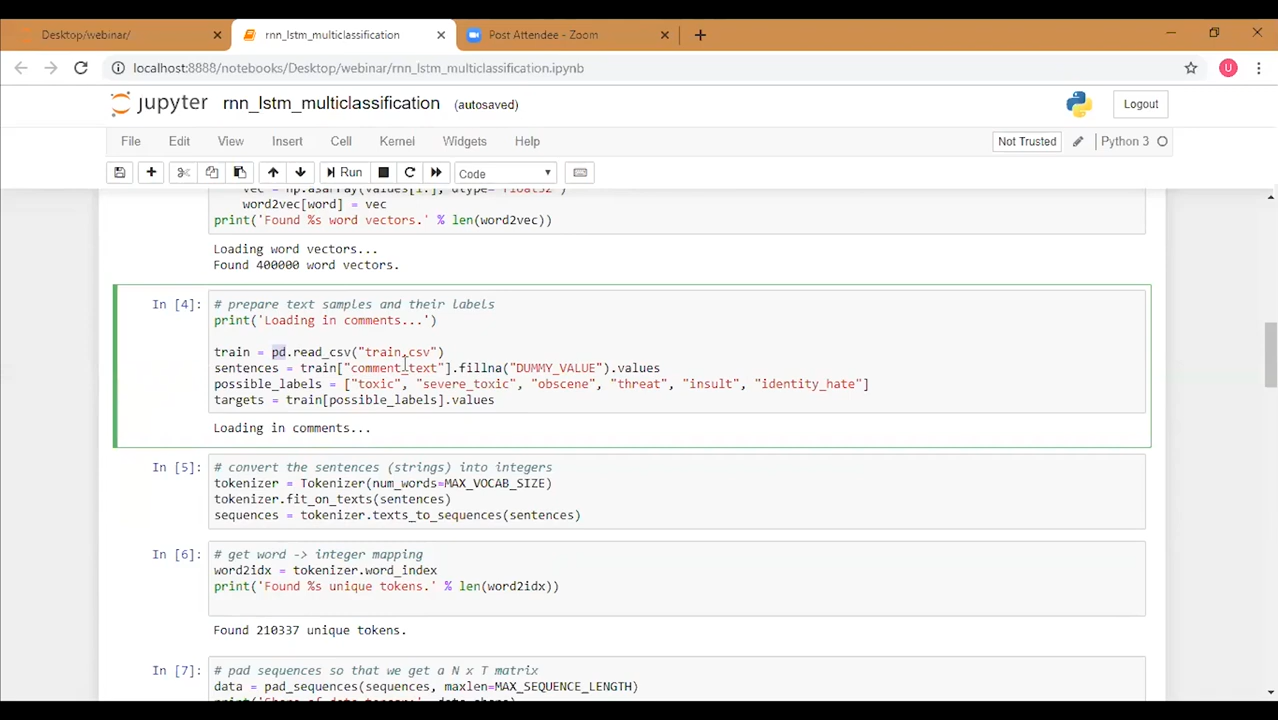 Desktop/webinar/
rnn_lstm_multiclassification
Post Attendee - Zoom
localhost:8888/notebooks/Desktop/webinar/rnn_lstm_multiclassification.ipynb
U
jupyter rnn_lstm_multiclassification (autosaved)
Logout
File Edit View Insert Cell Kernel Widgets Help
Not Trusted
Python 3
Run
Code
vec = np.asarray(values[1:], dtype='float32')
word2vec[word] = vec
print('Found %s word vectors.' % len(word2vec))
Loading word vectors...
Found 400000 word vectors.
In [4]: # prepare text samples and their labels
print('Loading in comments...')
train = pd.read_csv("train.csv")
sentences = train["comment_text"].fillna("DUMMY_VALUE").values
possible_labels = ["toxic", "severe_toxic", "obscene", "threat", "insult", "identity_hate"]
targets = train[possible_labels].values
Loading in comments...
In [5]: # convert the sentences (strings) into integers
tokenizer = Tokenizer(num_words=MAX_VOCAB_SIZE)
tokenizer.fit_on_texts(sentences)
sequences = tokenizer.texts_to_sequences(sentences)
In [6]: # get word -> integer mapping
word2idx = tokenizer.word_index
print('Found %s unique tokens.' % len(word2idx))
Found 210337 unique tokens.
In [7]: # pad sequences so that we get a N x T matrix
data = pad_sequences(sequences, maxlen=MAX_SEQUENCE_LENGTH)